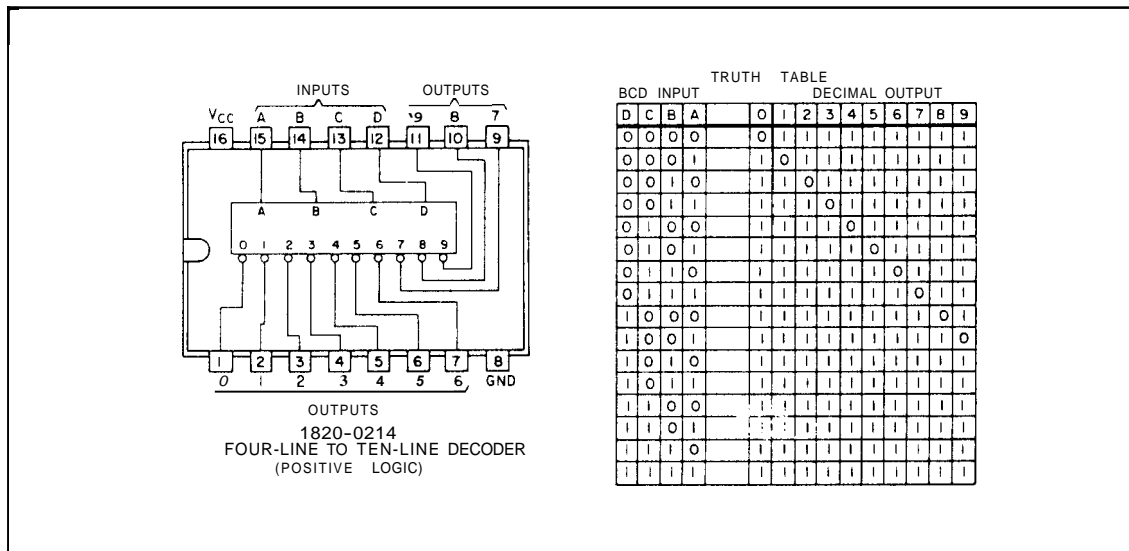 INPUTS OUTPUTS
VCC A B C D 9 8 7
16 15 14 13 12 11 10 9
A B C D
0 1 2 3 4 5 6 7 8 9
1 2 3 4 5 6 7 8
0 1 2 3 4 5 6 GND
OUTPUTS
1820-0214
FOUR-LINE TO TEN-LINE DECODER
(POSITIVE LOGIC)
TRUTH TABLE
BCD INPUT DECIMAL OUTPUT
D C B A 0 1 2 3 4 5 6 7 8 9
0 0 0 0 0 1 1 1 1 1 1 1 1 1
0 0 0 1 1 0 1 1 1 1 1 1 1 1
0 0 1 0 1 1 0 1 1 1 1 1 1 1
0 0 1 1 1 1 1 0 1 1 1 1 1 1
0 1 0 0 1 1 1 1 0 1 1 1 1 1
0 1 0 1 1 1 1 1 1 0 1 1 1 1
0 1 1 0 1 1 1 1 1 1 0 1 1 1
0 1 1 1 1 1 1 1 1 1 1 0 1 1
1 0 0 0 1 1 1 1 1 1 1 1 0 1
1 0 0 1 1 1 1 1 1 1 1 1 1 0
1 0 1 0 1 1 1 1 1 1 1 1 1 1
1 0 1 1 1 1 1 1 1 1 1 1 1 1
1 1 0 0 1 1 1 1 1 1 1 1 1 1
1 1 0 1 1 1 1 1 1 1 1 1 1 1
1 1 1 0 1 1 1 1 1 1 1 1 1 1
1 1 1 1 1 1 1 1 1 1 1 1 1 1